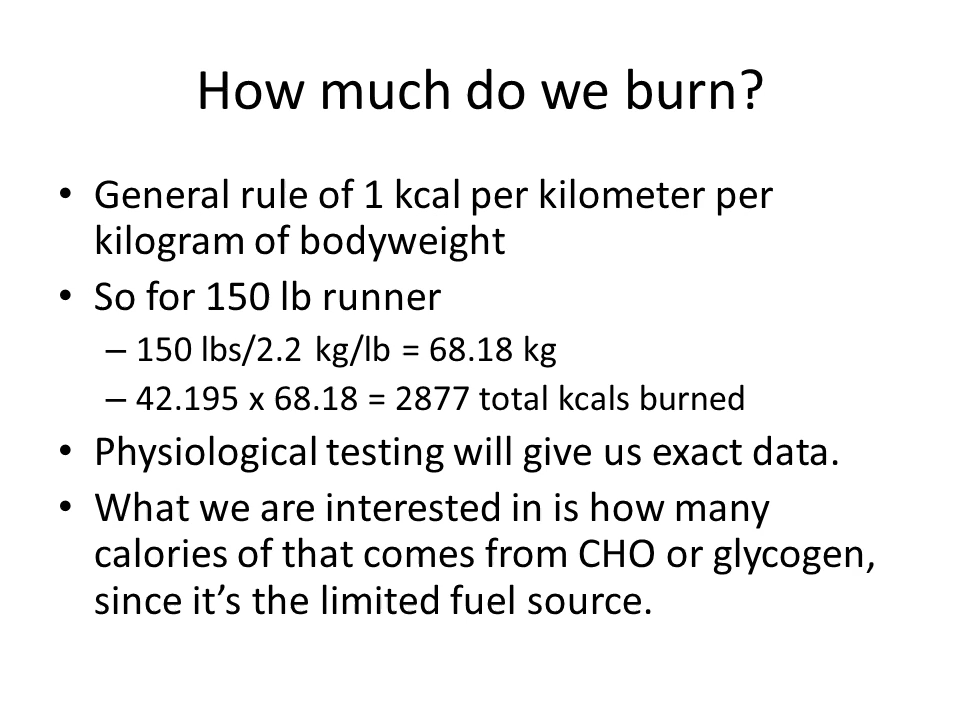 How much do we burn?
• General rule of 1 kcal per kilometer per
kilogram of bodyweight
• So for 150 lb runner
– 150 lbs/2.2 kg/lb = 68.18 kg
– 42.195 x 68.18 = 2877 total kcals burned
• Physiological testing will give us exact data.
• What we are interested in is how many
calories of that comes from CHO or glycogen,
since it’s the limited fuel source.